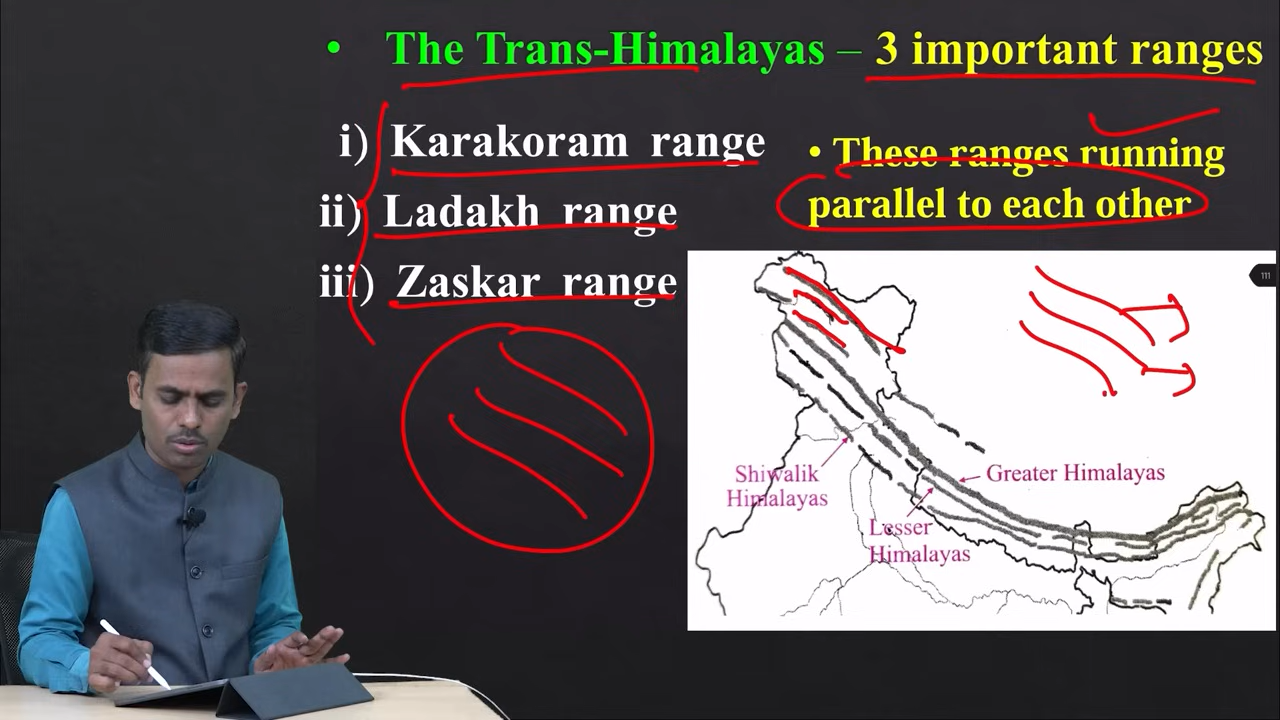 • The Trans-Himalayas – 3 important ranges
i) Karakoram range
ii) Ladakh range
iii) Zaskar range
• These ranges running
parallel to each other
111
Shiwalik
Himalayas
Greater Himalayas
Lesser
Himalayas